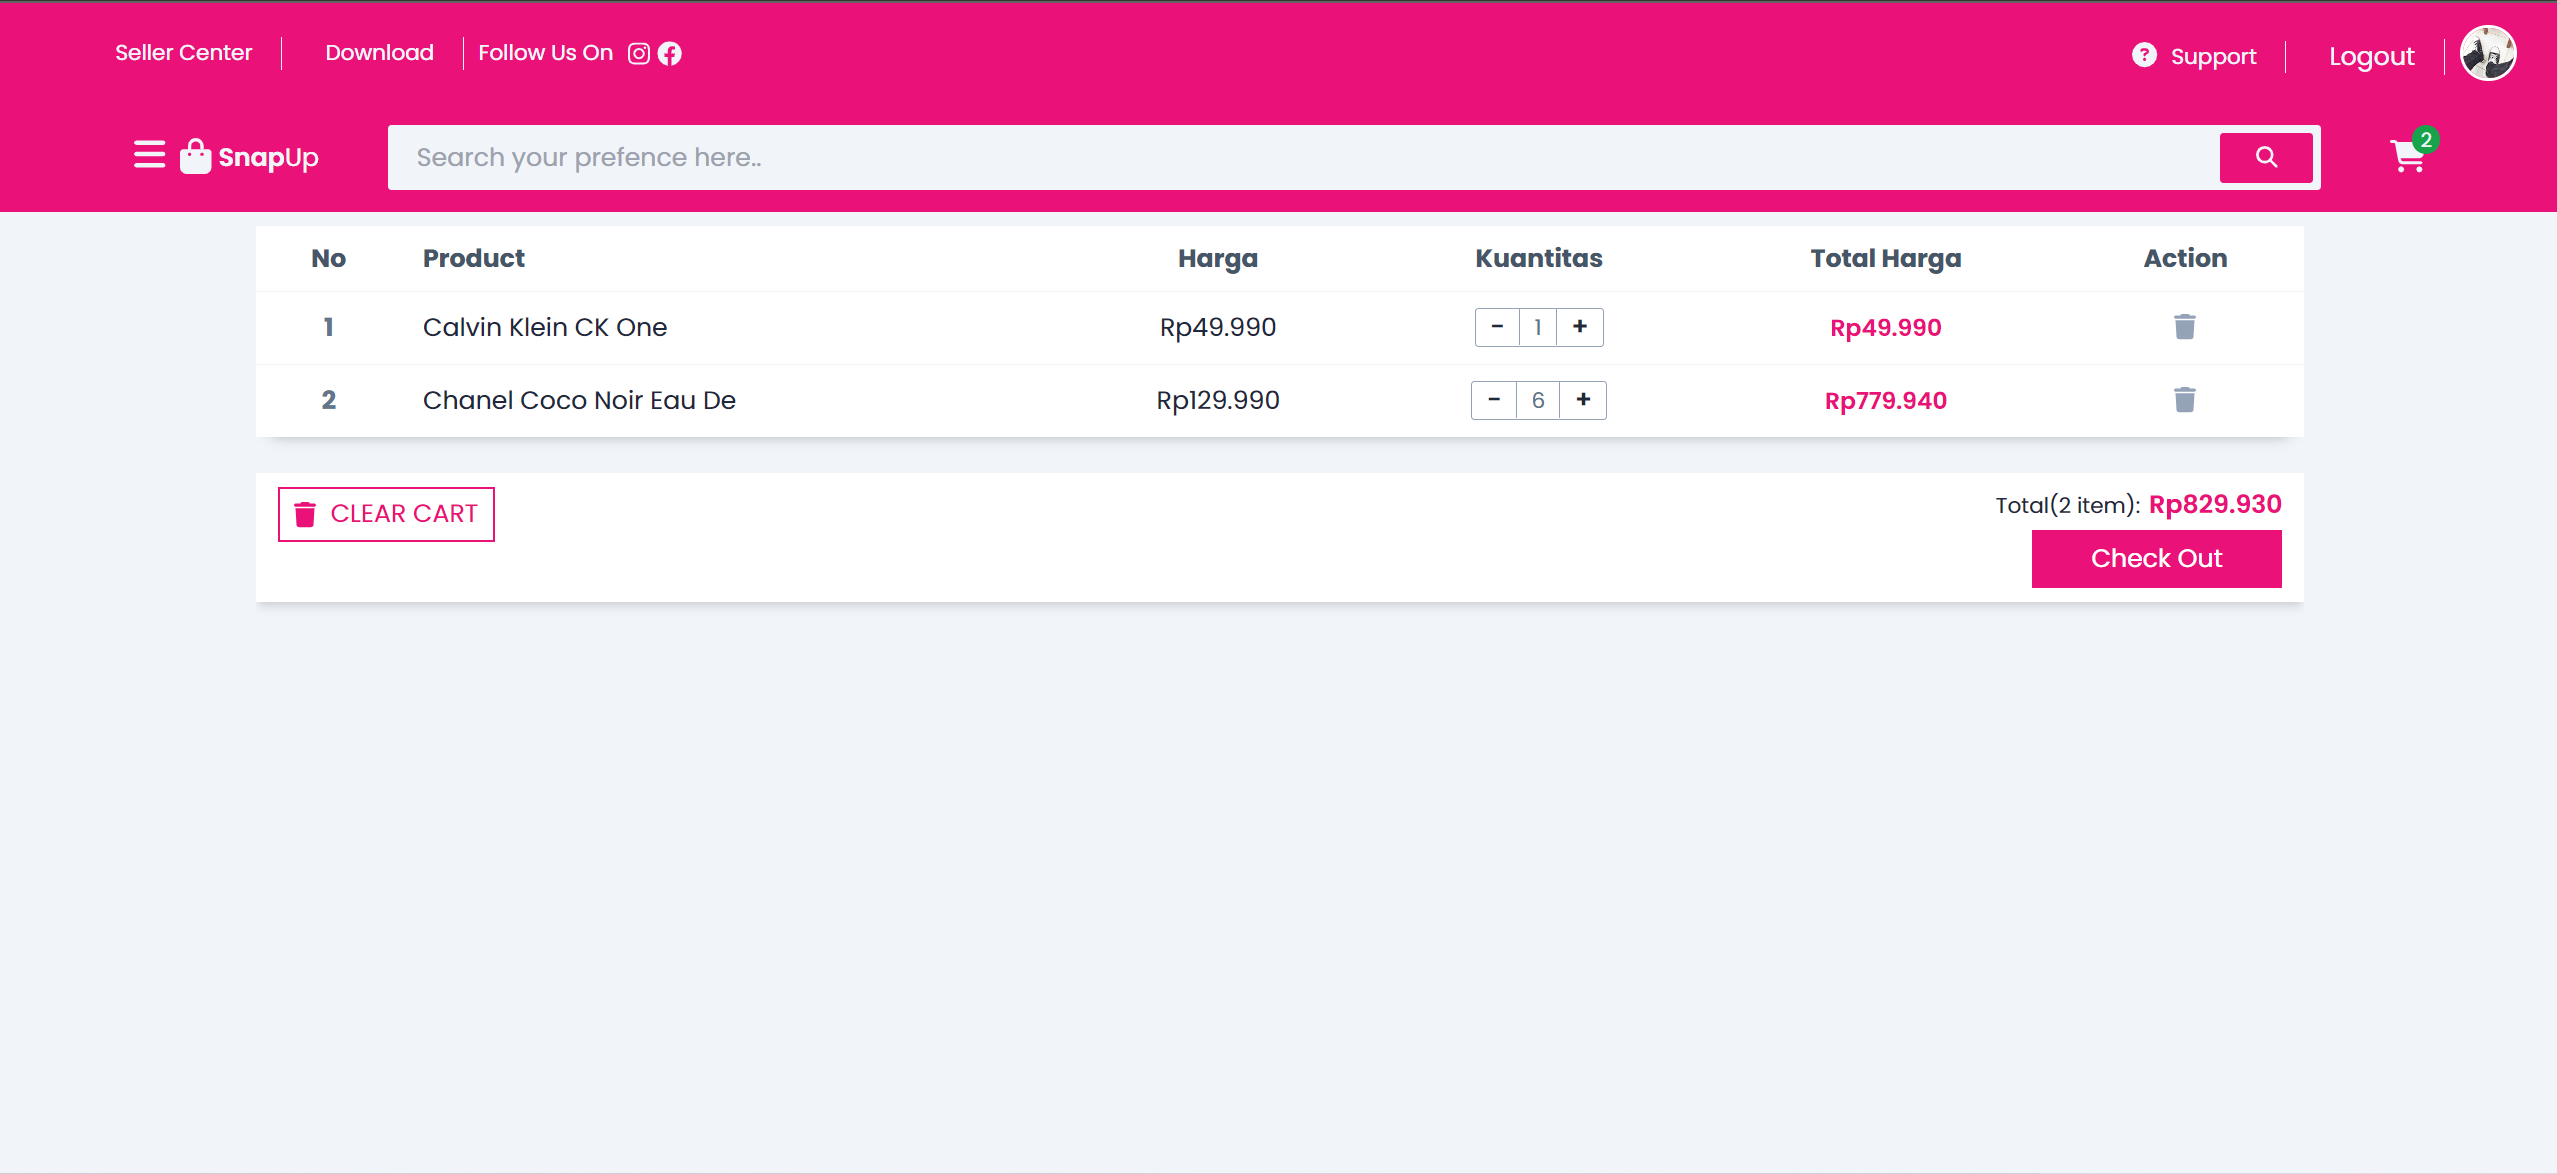 Seller Center Download Follow Us On
Support Logout
SnapUp Search your prefence here.. 2
No Product Harga Kuantitas Total Harga Action
1 Calvin Klein CK One Rp49.990 - 1 + Rp49.990
2 Chanel Coco Noir Eau De Rp129.990 - 6 + Rp779.940
CLEAR CART Total(2 item): Rp829.930
Check Out